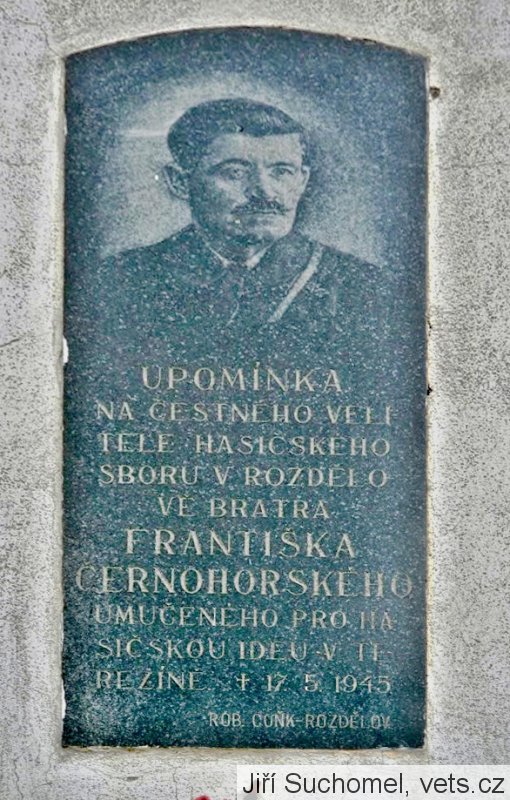 UPOMÍNKA
NA ČESTNÉHO VELI
TELE HASIČSKÉHO
SBORU V ROZDĚLO
VĚ BRATRA
FRANTIŠKA
ČERNOHORSKÉHO
UMUČENÉHO PRO HA
SIČSKOU IDEU V TE
REZÍNĚ † 17 5 1945
ROB. COŇK-ROZDĚLOV
Jiří Suchomel, vets.cz